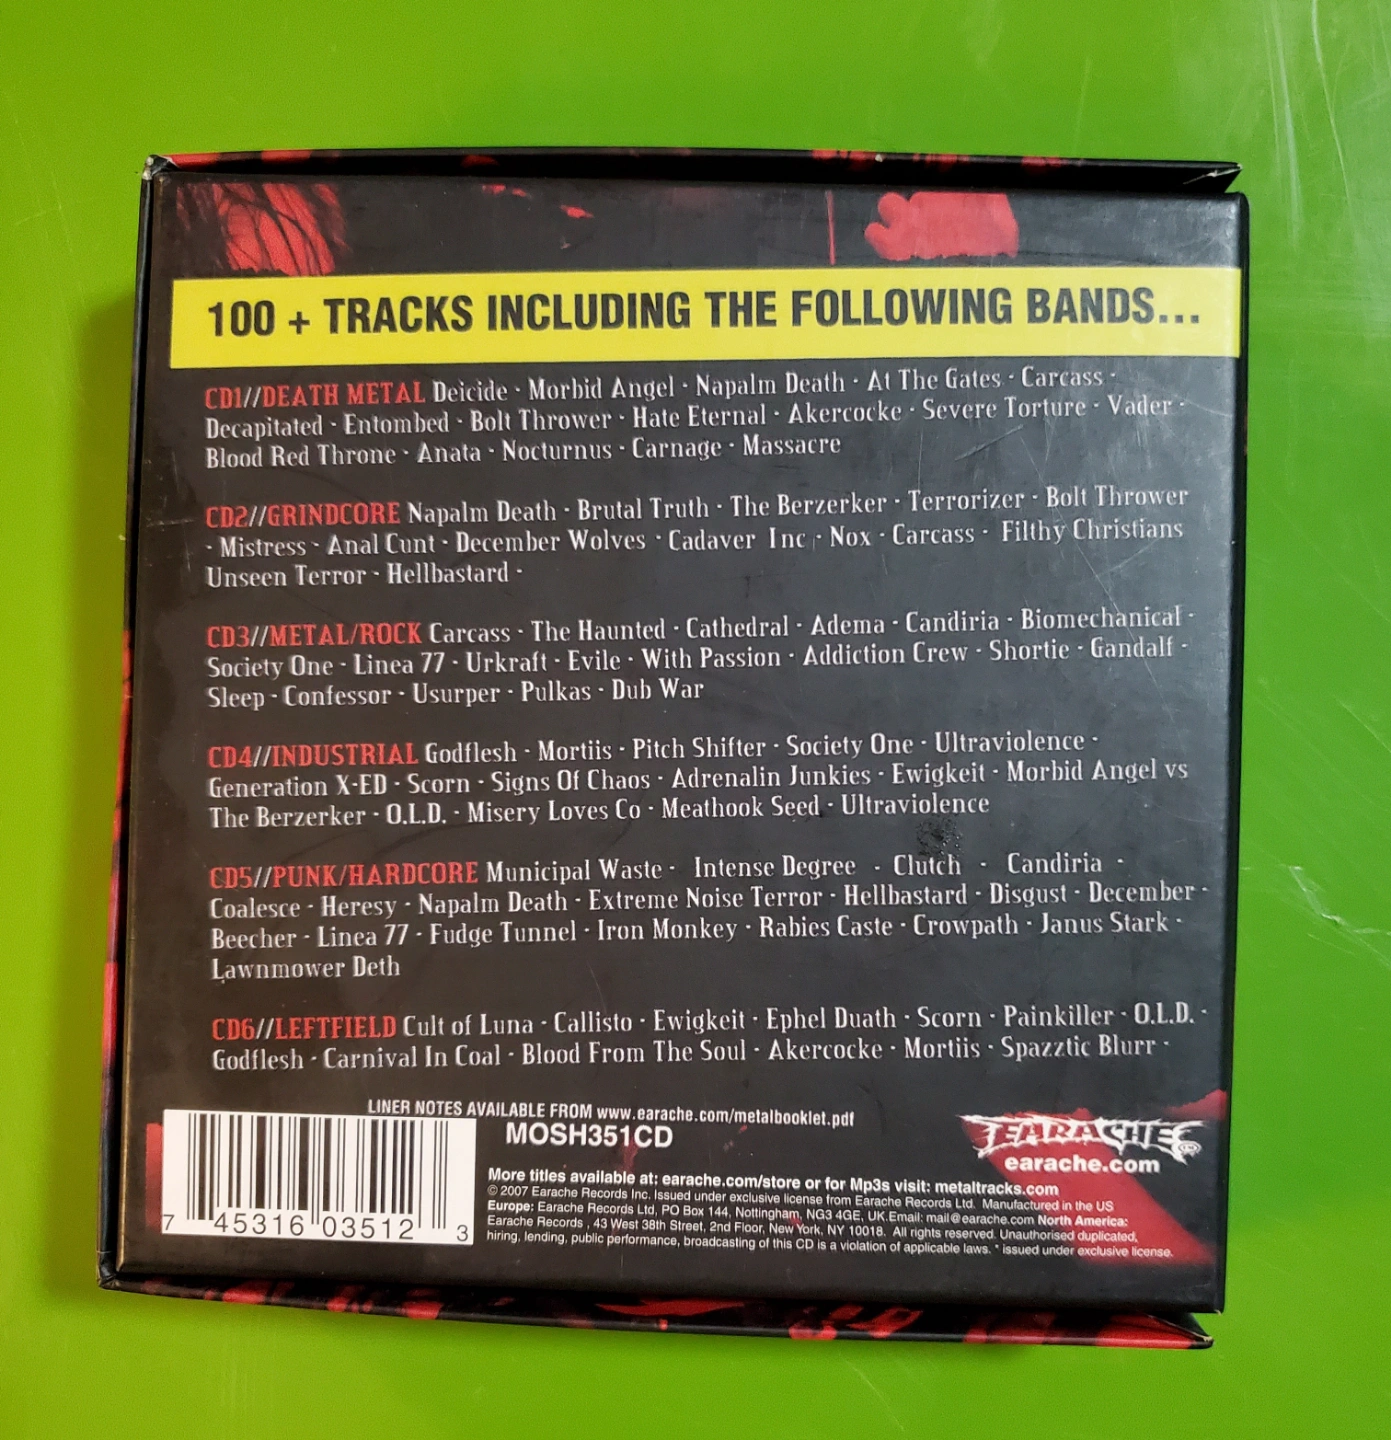 100 + TRACKS INCLUDING THE FOLLOWING BANDS...
CD1//DEATH METAL Deicide · Morbid Angel · Napalm Death · At The Gates · Carcass ·
Decapitated · Entombed · Bolt Thrower · Hate Eternal · Akercocke · Severe Torture · Vader ·
Blood Red Throne · Anata · Nocturnus · Carnage · Massacre
CD2//GRINDCORE Napalm Death · Brutal Truth · The Berzerker · Terrorizer · Bolt Thrower
· Mistress · Anal Cunt · December Wolves · Cadaver Inc · Nox · Carcass · Filthy Christians
Unseen Terror · Hellbastard ·
CD3//METAL/ROCK Carcass · The Haunted · Cathedral · Adema · Candiria · Biomechanical ·
Society One · Linea 77 · Urkraft · Evile · With Passion · Addiction Crew · Shortie · Gandalf ·
Sleep · Confessor · Usurper · Pulkas · Dub War
CD4//INDUSTRIAL Godflesh · Mortiis · Pitch Shifter · Society One · Ultraviolence ·
Generation X-ED · Scorn · Signs Of Chaos · Adrenalin Junkies · Ewigkeit · Morbid Angel vs
The Berzerker · O.L.D. · Misery Loves Co · Meathook Seed · Ultraviolence
CD5//PUNK/HARDCORE Municipal Waste · Intense Degree · Clutch · Candiria ·
Coalesce · Heresy · Napalm Death · Extreme Noise Terror · Hellbastard · Disgust · December ·
Beecher · Linea 77 · Fudge Tunnel · Iron Monkey · Rabies Caste · Crowpath · Janus Stark ·
Lawnmower Deth
CD6//LEFTFIELD Cult of Luna · Callisto · Ewigkeit · Ephel Duath · Scorn · Painkiller · O.L.D. ·
Godflesh · Carnival In Coal · Blood From The Soul · Akercocke · Mortiis · Spazztic Blurr ·
LINER NOTES AVAILABLE FROM www.earache.com/metalbooklet.pdf
MOSH351CD
EARACHE
earache.com
More titles available at: earache.com/store or for Mp3s visit: metaltracks.com
© 2007 Earache Records Inc. Issued under exclusive license from Earache Records Ltd. Manufactured in the US
Europe: Earache Records Ltd, PO Box 144, Nottingham, NG3 4GE, UK.Email: mail@earache.com North America:
Earache Records , 43 West 38th Street, 2nd Floor, New York, NY 10018. All rights reserved. Unauthorised duplicated,
hiring, lending, public performance, broadcasting of this CD is a violation of applicable laws. * issued under exclusive license.
7 45316 03512 3